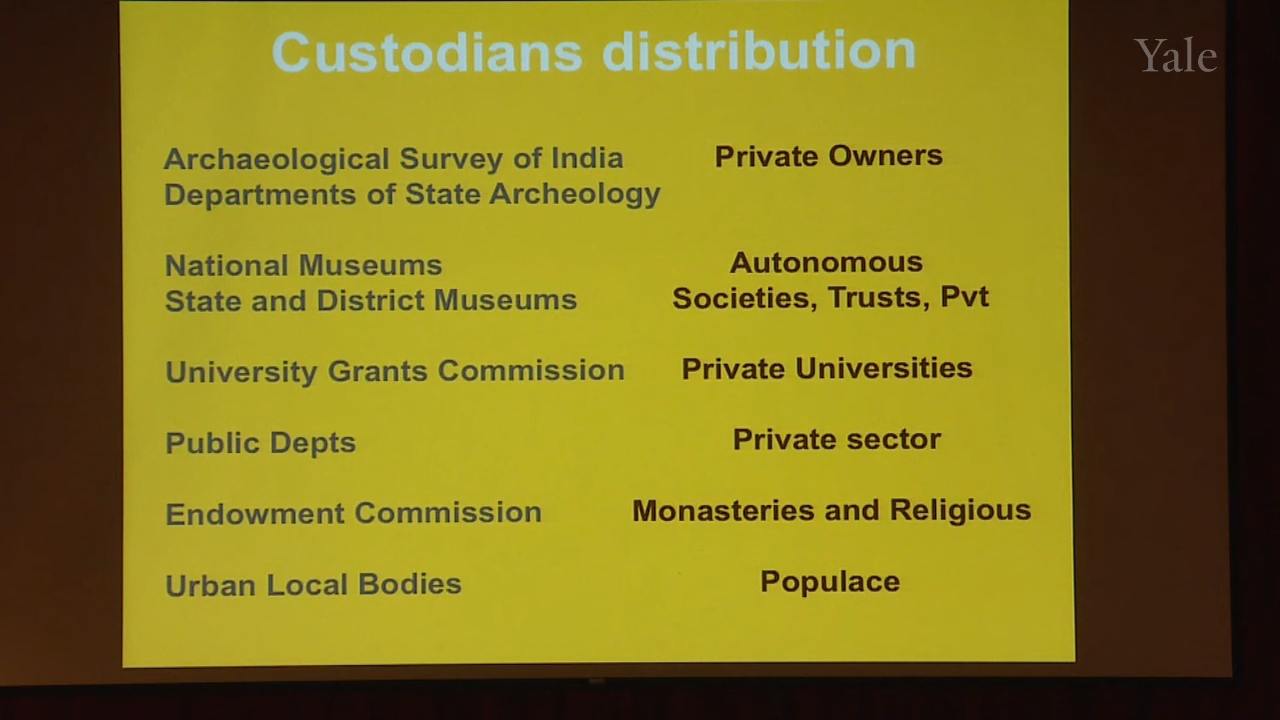 Custodians distribution
Yale
Archaeological Survey of India
Private Owners
Departments of State Archeology
National Museums
Autonomous
State and District Museums
Societies, Trusts, Pvt
University Grants Commission
Private Universities
Public Depts
Private sector
Endowment Commission
Monasteries and Religious
Urban Local Bodies
Populace